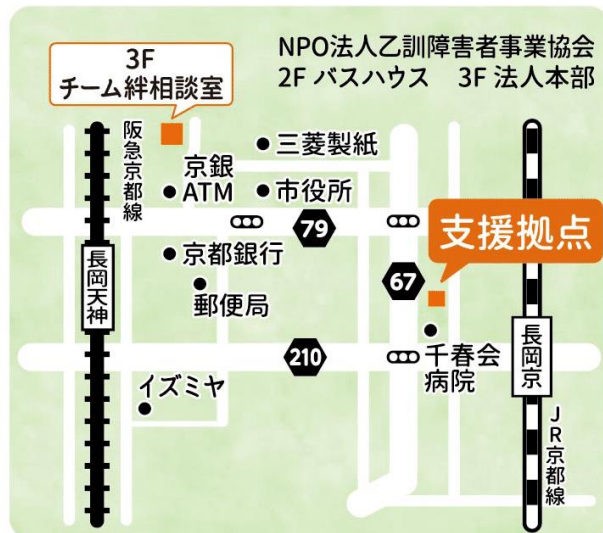 3F
チーム絆相談室
NPO法人乙訓障害者事業協会
2F バスハウス 3F 法人本部
阪急京都線
三菱製紙
京銀
ATM
市役所
79
支援拠点
京都銀行
67
長岡天神
郵便局
210
千春会
病院
長岡京
イズミヤ
JR京都線